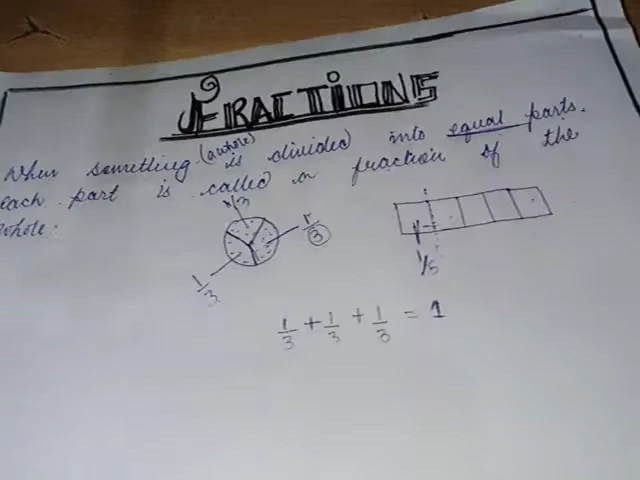 FRACTIONS
When something (a whole) is divided into equal parts.
each part is called a fraction of the
whole:
1/3
1/3
1/3
1/5
1/3 + 1/3 + 1/3 = 1